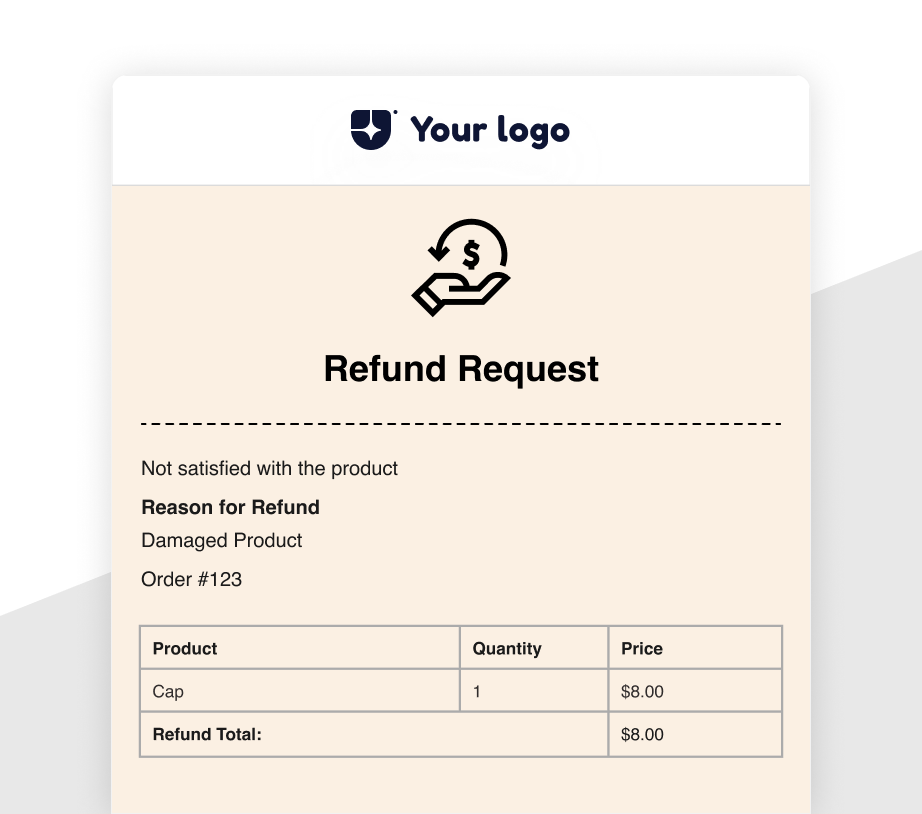 Your logo
$
Refund Request
Not satisfied with the product
Reason for Refund
Damaged Product
Order #123
Product Quantity Price
Cap 1 $8.00
Refund Total: $8.00